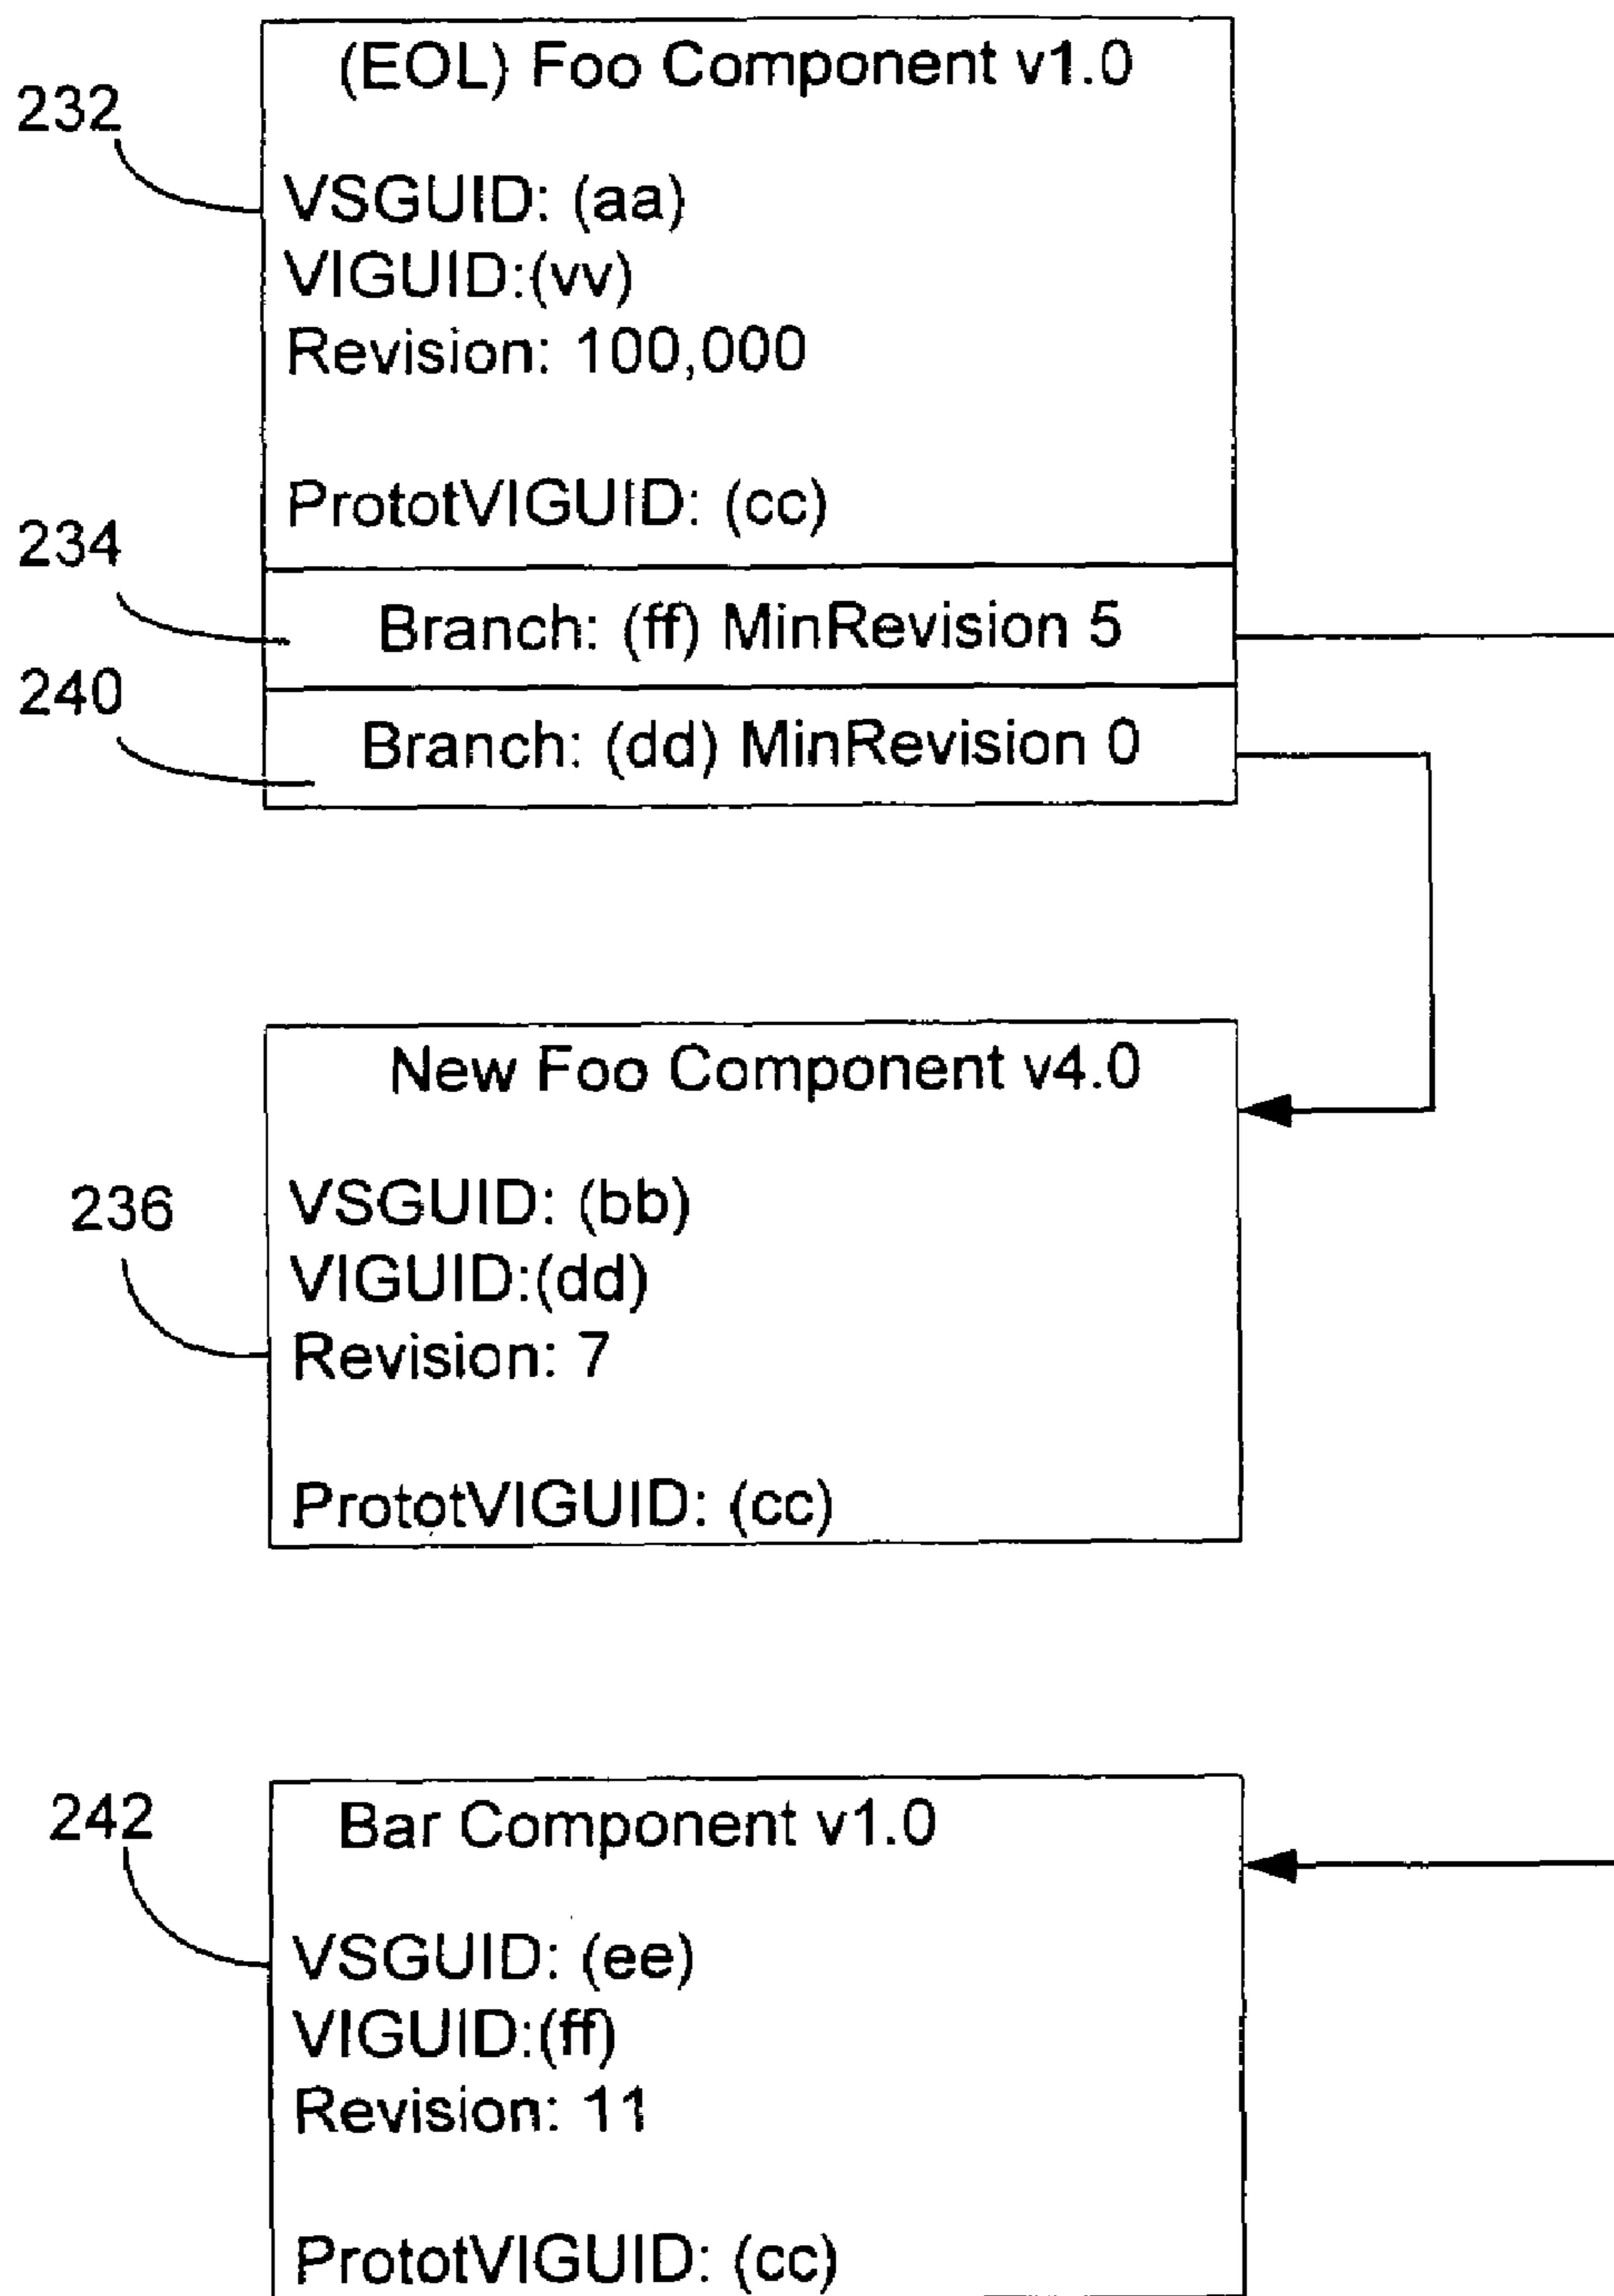 (EOL) Foo Component v1.0
232
VSGUID: (aa)
VIGUID:(vv)
Revision: 100,000
PrototVIGUID: (cc)
234
Branch: (ff) MinRevision 5
240
Branch: (dd) MinRevision 0
New Foo Component v4.0
236
VSGUID: (bb)
VIGUID:(dd)
Revision: 7
PrototVIGUID: (cc)
242
Bar Component v1.0
VSGUID: (ee)
VIGUID:(ff)
Revision: 11
PrototVIGUID: (cc)